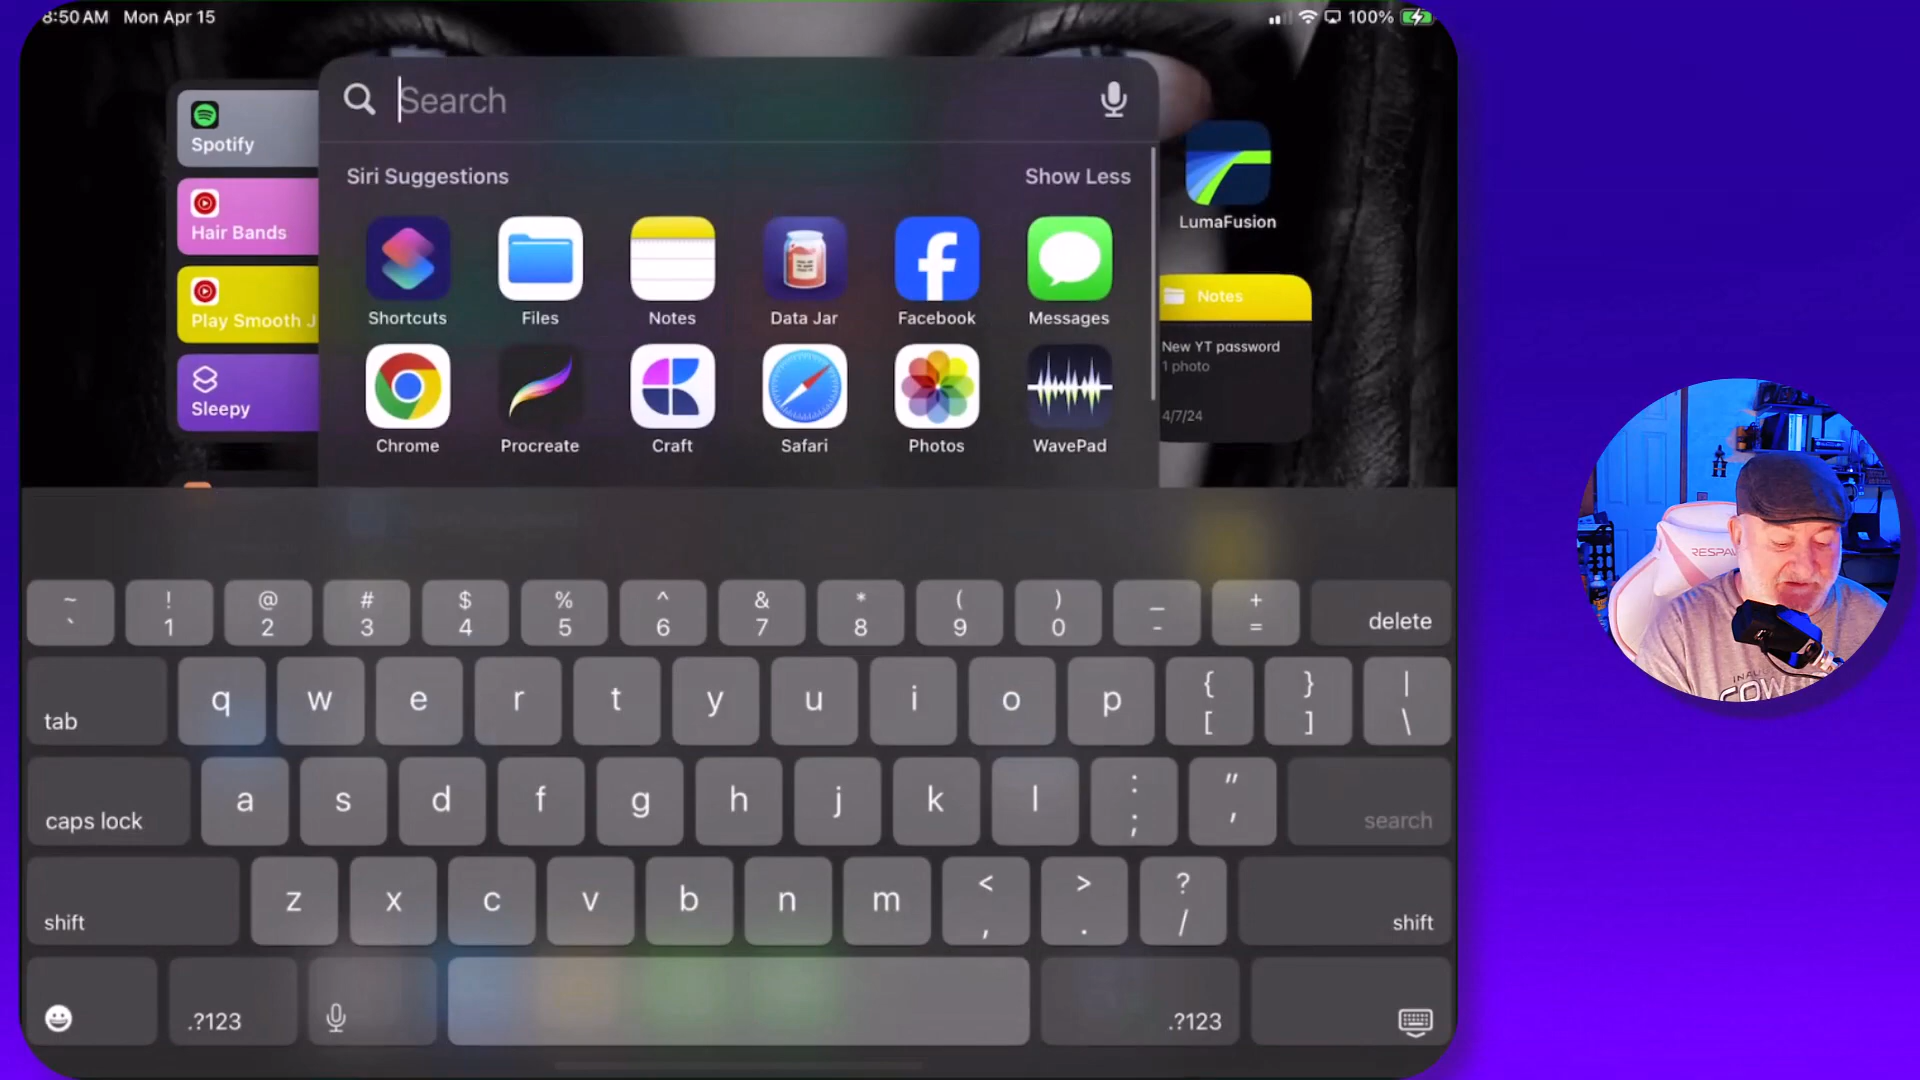 8:50 AM Mon Apr 15
100%
Search
Siri Suggestions
Show Less
Spotify
Hair Bands
Play Smooth J
Sleepy
Shortcuts
Files
Notes
Data Jar
Facebook
Messages
Chrome
Procreate
Craft
Safari
Photos
WavePad
LumaFusion
Notes
New YT password
1 photo
4/7/24
~ ! @ # $ % ^ & * ( ) _ +
` 1 2 3 4 5 6 7 8 9 0 - = delete
tab q w e r t y u i o p { [ } ] | \
caps lock a s d f g h j k l : ; " ' search
shift z x c v b n m < , > . ? / shift
.?123 .?123
RESPAW